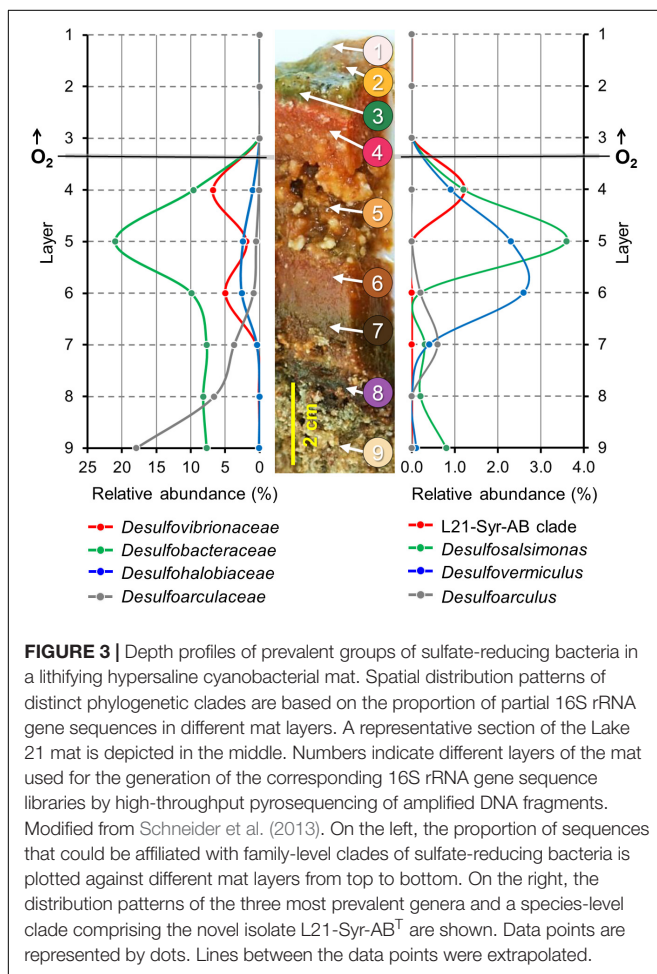 1
2
3
4
5
6
7
8
9
Layer
O₂
25 20 15 10 5 0
Relative abundance (%)
Desulfovibrionaceae
Desulfobacteraceae
Desulfohalobiaceae
Desulfoarculaceae
1
2
3
4
5
6
7
8
9
2 cm
1
2
3
4
5
6
7
8
9
Layer
O₂
0.0 1.0 2.0 3.0 4.0
Relative abundance (%)
L21-Syr-AB clade
Desulfosalsimonas
Desulfovermiculus
Desulfoarculus
FIGURE 3 | Depth profiles of prevalent groups of sulfate-reducing bacteria in
a lithifying hypersaline cyanobacterial mat. Spatial distribution patterns of
distinct phylogenetic clades are based on the proportion of partial 16S rRNA
gene sequences in different mat layers. A representative section of the Lake
21 mat is depicted in the middle. Numbers indicate different layers of the mat
used for the generation of the corresponding 16S rRNA gene sequence
libraries by high-throughput pyrosequencing of amplified DNA fragments.
Modified from Schneider et al. (2013). On the left, the proportion of sequences
that could be affiliated with family-level clades of sulfate-reducing bacteria is
plotted against different mat layers from top to bottom. On the right, the
distribution patterns of the three most prevalent genera and a species-level
clade comprising the novel isolate L21-Syr-ABᵀ are shown. Data points are
represented by dots. Lines between the data points were extrapolated.